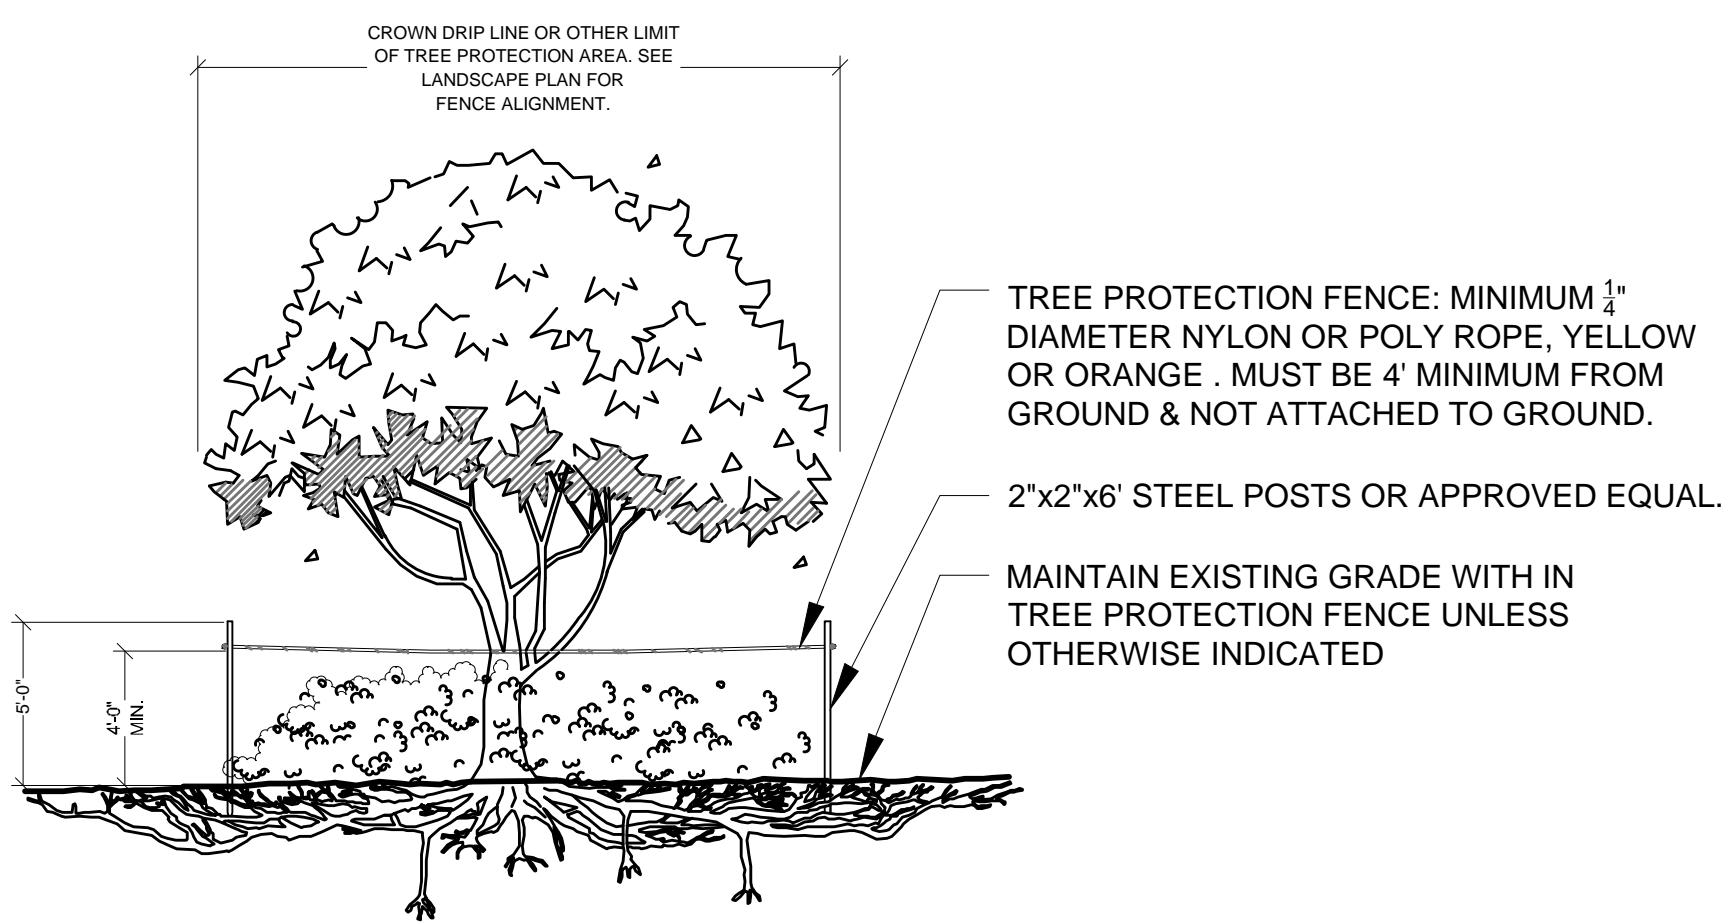 CROWN DRIP LINE OR OTHER LIMIT
OF TREE PROTECTION AREA. SEE
LANDSCAPE PLAN FOR
FENCE ALIGNMENT.
TREE PROTECTION FENCE: MINIMUM 1/4"
DIAMETER NYLON OR POLY ROPE, YELLOW
OR ORANGE . MUST BE 4' MINIMUM FROM
GROUND & NOT ATTACHED TO GROUND.
2"x2"x6' STEEL POSTS OR APPROVED EQUAL.
MAINTAIN EXISTING GRADE WITH IN
TREE PROTECTION FENCE UNLESS
OTHERWISE INDICATED
5'-0"
4'-0"
MIN.